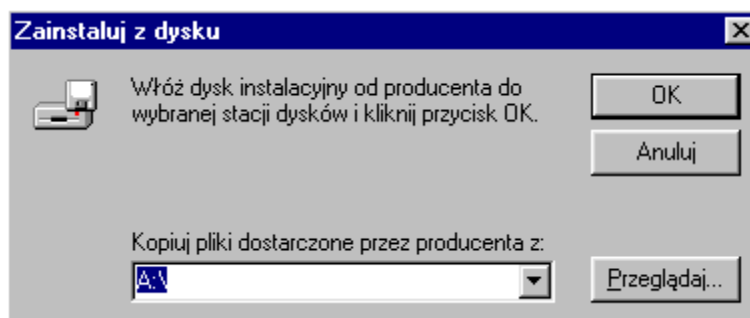 Zainstaluj z dysku
Włóż dysk instalacyjny od producenta do
wybranej stacji dysków i kliknij przycisk OK.
OK
Anuluj
Kopiuj pliki dostarczone przez producenta z:
A:\
Przeglądaj...